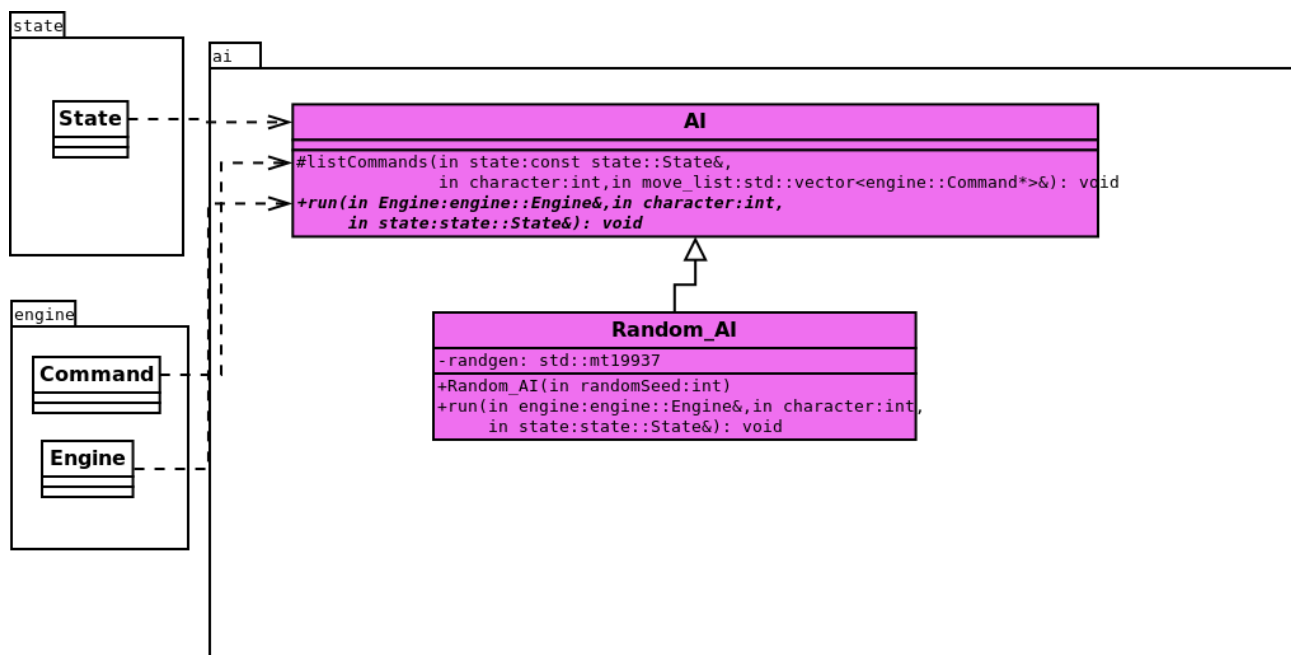 state
State
ai
AI
#listCommands(in state:const state::State&,
in character:int,in move_list:std::vector<engine::Command*>&): void
+run(in Engine:engine::Engine&,in character:int,
in state:state::State&): void
engine
Command
Engine
Random_AI
-randgen: std::mt19937
+Random_AI(in randomSeed:int)
+run(in engine:engine::Engine&,in character:int,
in state:state::State&): void